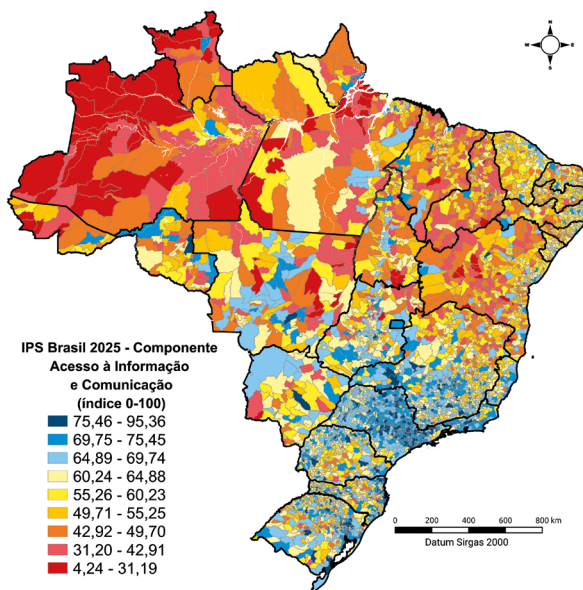 N
W E
S
IPS Brasil 2025 - Componente
Acesso à Informação
e Comunicação
(índice 0-100)
75,46 - 95,36
69,75 - 75,45
64,89 - 69,74
60,24 - 64,88
55,26 - 60,23
49,71 - 55,25
42,92 - 49,70
31,20 - 42,91
4,24 - 31,19
0 200 400 600 800 km
Datum Sirgas 2000